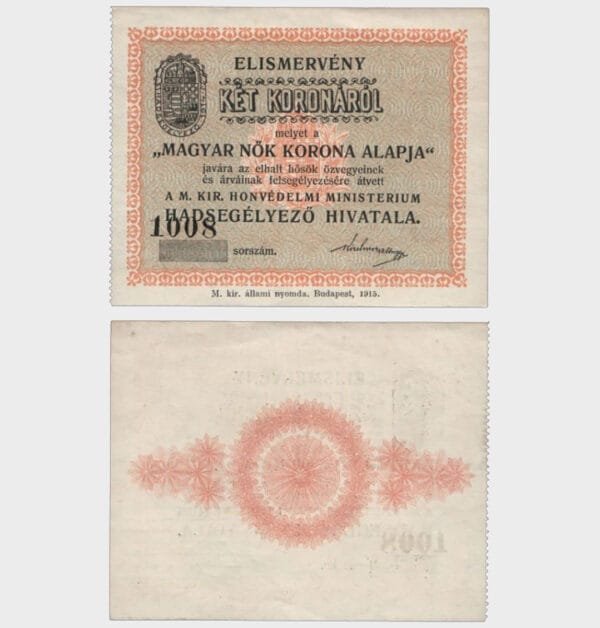 ELISMERVÉNY
KÉT KORONÁRÓL
melyet a
„MAGYAR NŐK KORONA ALAPJA“
javára az elhalt hősök özvegyeinek
és árváinak felsegélyezésére átvett
A M. KIR. HONVÉDELMI MINISTERIUM
HADSEGÉLYEZŐ HIVATALA.
1008
sorszám.
M. kir. állami nyomda. Budapest, 1915.